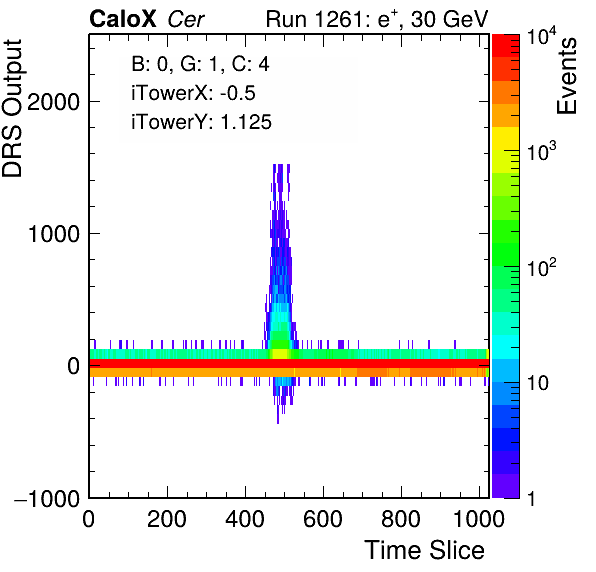 CaloX Cer Run 1261: e⁺, 30 GeV
B: 0, G: 1, C: 4
iTowerX: -0.5
iTowerY: 1.125
DRS Output
2000
1000
0
−1000
0 200 400 600 800 1000
Time Slice
Events
10⁴
10³
10²
10
1